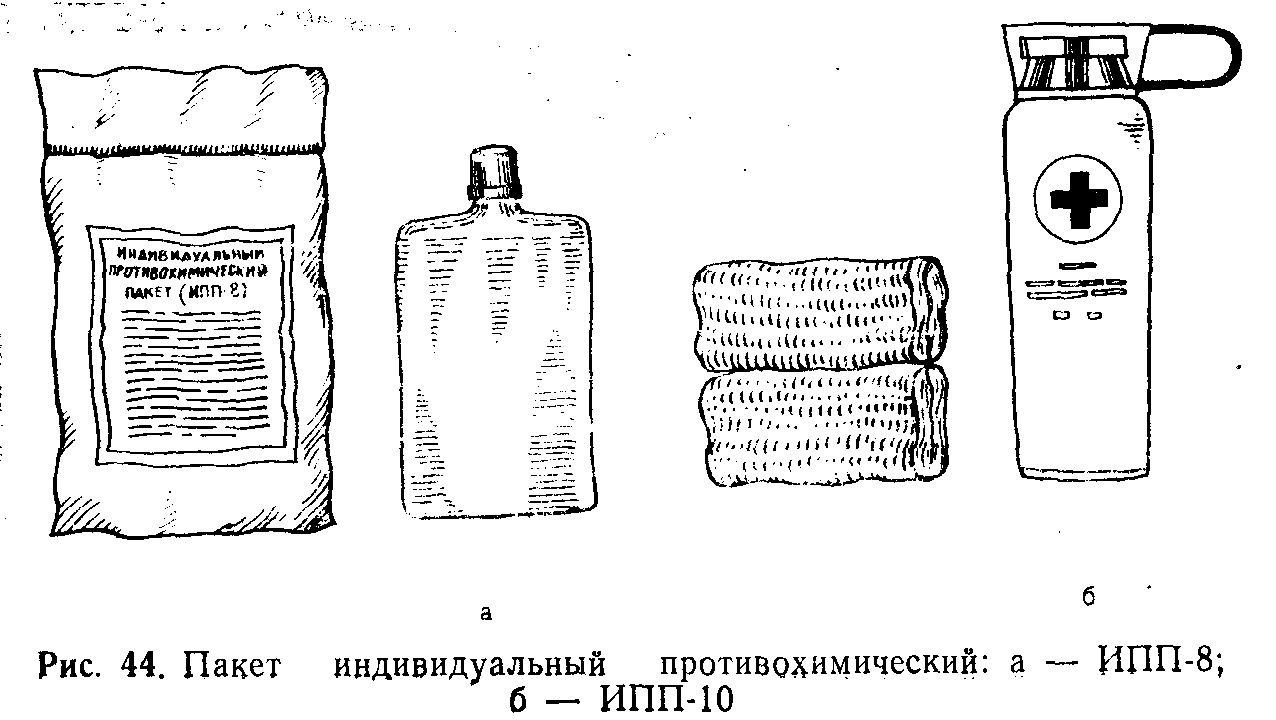 ИНДИВИДУАЛЬНЫЙ
ПРОТИВОХИМИЧЕСКИЙ
ПАКЕТ (ИПП-8)
а
б
Рис. 44. Пакет индивидуальный противохимический: а — ИПП-8;
б — ИПП-10